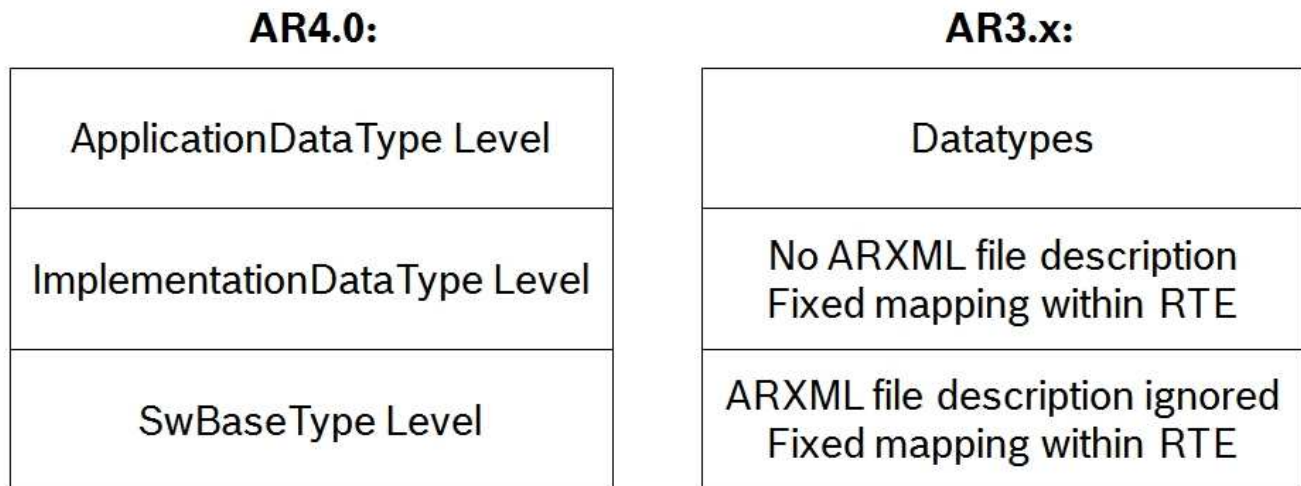 AR4.0:
ApplicationDataType Level
ImplementationDataType Level
SwBaseType Level
AR3.x:
Datatypes
No ARXML file description
Fixed mapping within RTE
ARXML file description ignored
Fixed mapping within RTE